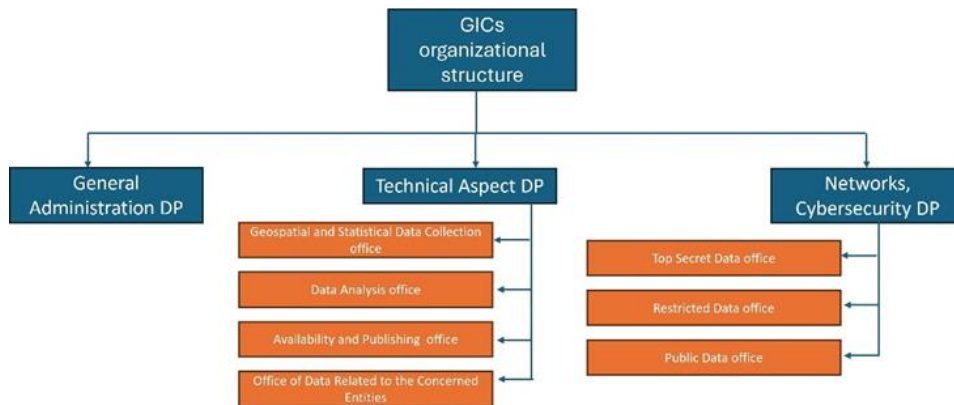 GICs
organizational
structure
General
Administration DP
Technical Aspect DP
Networks,
Cybersecurity DP
Geospatial and Statistical Data Collection
office
Data Analysis office
Availability and Publishing office
Office of Data Related to the Concerned
Entities
Top Secret Data office
Restricted Data office
Public Data office